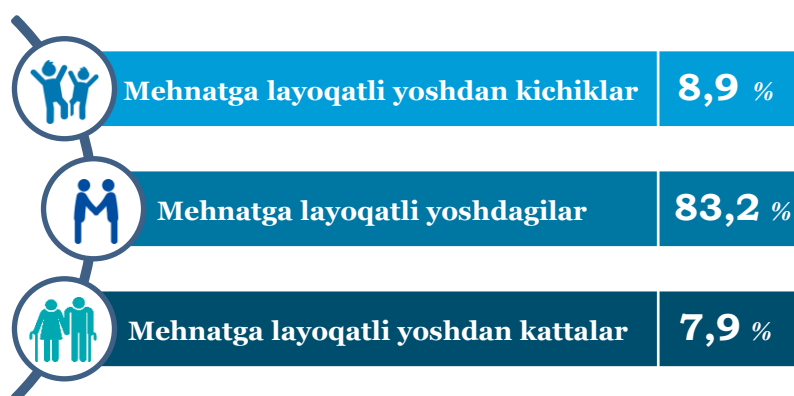 Mehnatga layoqatli yoshdan kichiklar 8,9 %
Mehnatga layoqatli yoshdagilar 83,2 %
Mehnatga layoqatli yoshdan kattalar 7,9 %